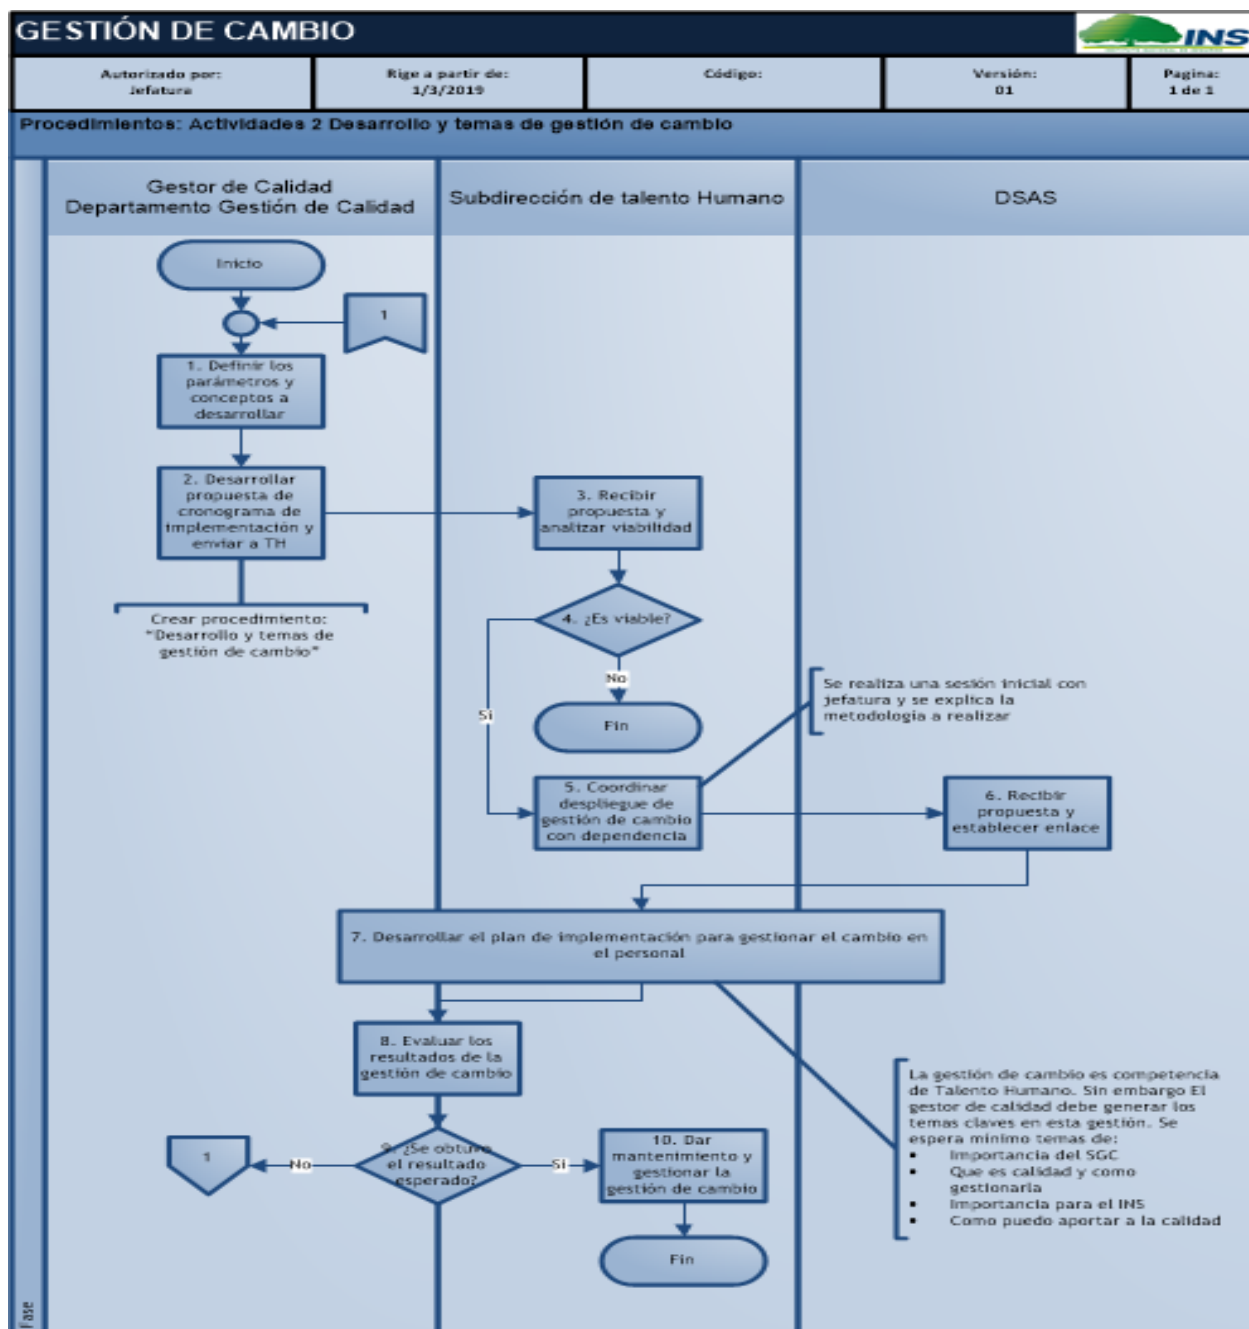 GESTIÓN DE CAMBIO
INS
Autorizado por:
Jefatura
Rige a partir de:
1/3/2019
Código:
Versión:
01
Pagina:
1 de 1
Procedimientos: Actividades 2 Desarrollo y temas de gestión de cambio
Gestor de Calidad
Departamento Gestión de Calidad
Subdirección de talento Humano
DSAS
Inicio
1
1. Definir los
parámetros y
conceptos a
desarrollar
2. Desarrollar
propuesta de
cronograma de
implementación y
enviar a TH
3. Recibir
propuesta y
analizar viabilidad
Crear procedimiento:
"Desarrollo y temas de
gestión de cambio"
4. ¿Es viable?
No
Si
Fin
Se realiza una sesión inicial con
jefatura y se explica la
metodología a realizar
5. Coordinar
despliegue de
gestión de cambio
con dependencia
6. Recibir
propuesta y
establecer enlace
7. Desarrollar el plan de implementación para gestionar el cambio en
el personal
8. Evaluar los
resultados de la
gestión de cambio
La gestión de cambio es competencia
de Talento Humano. Sin embargo El
gestor de calidad debe generar los
temas claves en esta gestión. Se
espera mínimo temas de:
• Importancia del SGC
• Que es calidad y como
gestionarla
• Importancia para el INS
• Como puedo aportar a la calidad
1
No
9. ¿Se obtuvo
el resultado
esperado?
Si
10. Dar
mantenimiento y
gestionar la
gestión de cambio
Fin
Fase